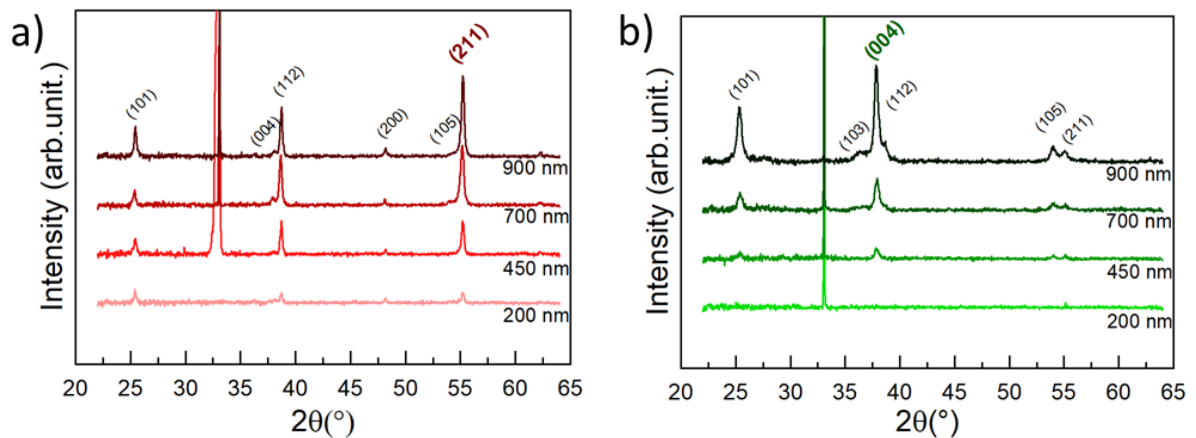 a)
Intensity (arb.unit.)
(101)
(004)
(112)
(200)
(105)
(211)
900 nm
700 nm
450 nm
200 nm
20 25 30 35 40 45 50 55 60 65
2θ(°)
b)
Intensity (arb.unit.)
(101)
(103)
(004)
(112)
(105)
(211)
900 nm
700 nm
450 nm
200 nm
20 25 30 35 40 45 50 55 60 65
2θ(°)